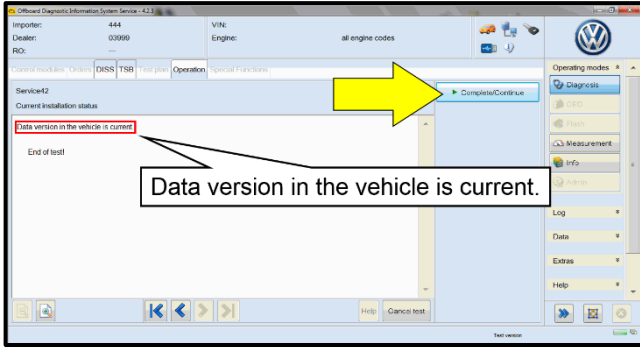 Offboard Diagnostic Information System Service - 4.2.3
Importer: 444 VIN:
Dealer: 03999 Engine: all engine codes
RO: ---
Control modules Orders DISS TSB Test plan Operation Special Functions
Operating modes
Service42
Complete/Continue
Diagnosis
Current installation status
OBD
Data version in the vehicle is current.
Flash
End of test!
Measurement
Info
Data version in the vehicle is current.
Admin
Log
Data
Extras
Help
Help Cancel test
Test version